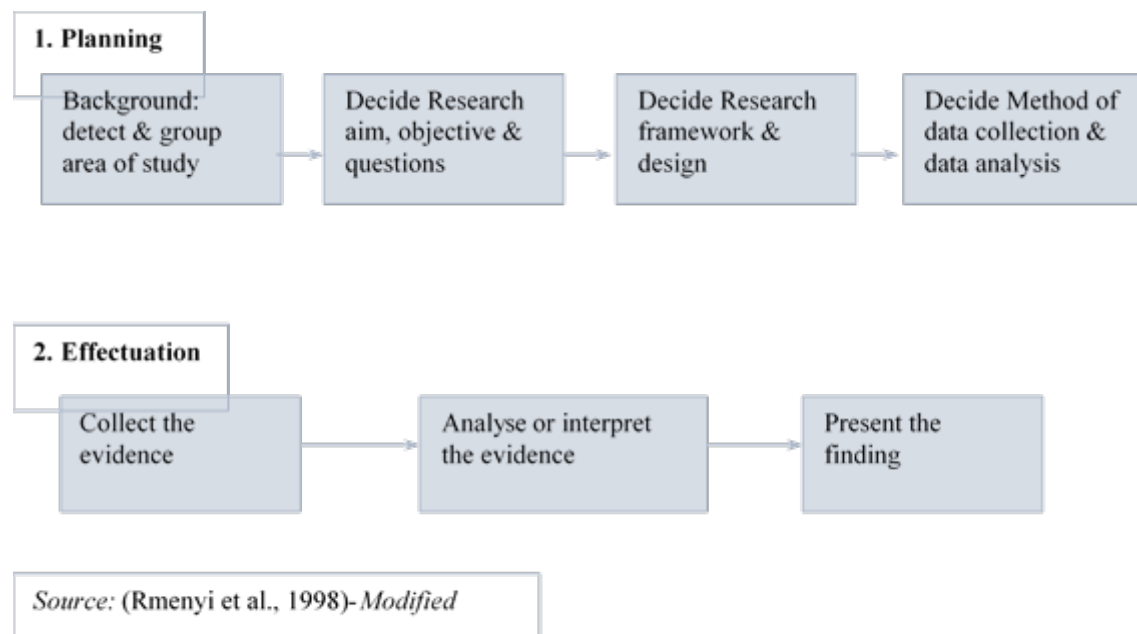 1. Planning
Background:
detect & group
area of study
Decide Research
aim, objective &
questions
Decide Research
framework &
design
Decide Method of
data collection &
data analysis
2. Effectuation
Collect the
evidence
Analyse or interpret
the evidence
Present the
finding
Source: (Rmenyi et al., 1998)-Modified